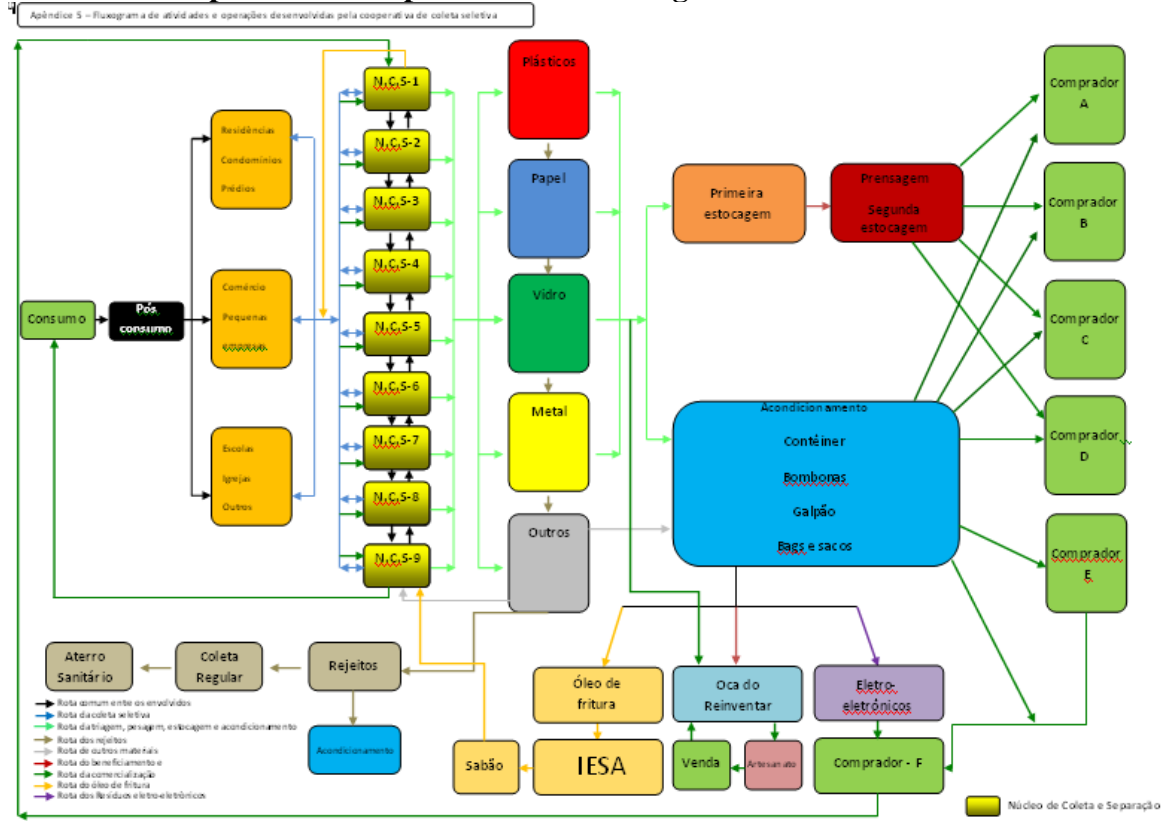 Apêndice 5 – Fluxograma de atividades e operações desenvolvidas pela cooperativa de coleta seletiva
Consumo
Pós
consumo
Residências
Condomínios
Prédios
Comércio
Pequenas
empresas
Escolas
Igrejas
Outros
N.C.S-1
N.C.S-2
N.C.S-3
N.C.S-4
N.C.S-5
N.C.S-6
N.C.S-7
N.C.S-8
N.C.S-9
Plásticos
Papel
Vidro
Metal
Outros
Primeira
estocagem
Prensagem
Segunda
estocagem
Acondicionamento
Contêiner
Bombonas
Galpão
Bags e sacos
Comprador
A
Comprador
B
Comprador
C
Comprador
D
Comprador
E
Aterro
Sanitário
Coleta
Regular
Rejeitos
Acondicionamento
Óleo de
fritura
Oca do
Reinventar
Eletro-
eletrônicos
Sabão
IESA
Venda
Artesanato
Comprador - F
Rota comum entre os envolvidos
Rota da coleta seletiva
Rota da triagem, pesagem, estocagem e acondicionamento
Rota dos rejeitos
Rota de outros materiais
Rota do beneficiamento e
Rota da comercialização
Rota do óleo de fritura
Rota dos Resíduos eletro-eletrônicos
Núcleo de Coleta e Separação